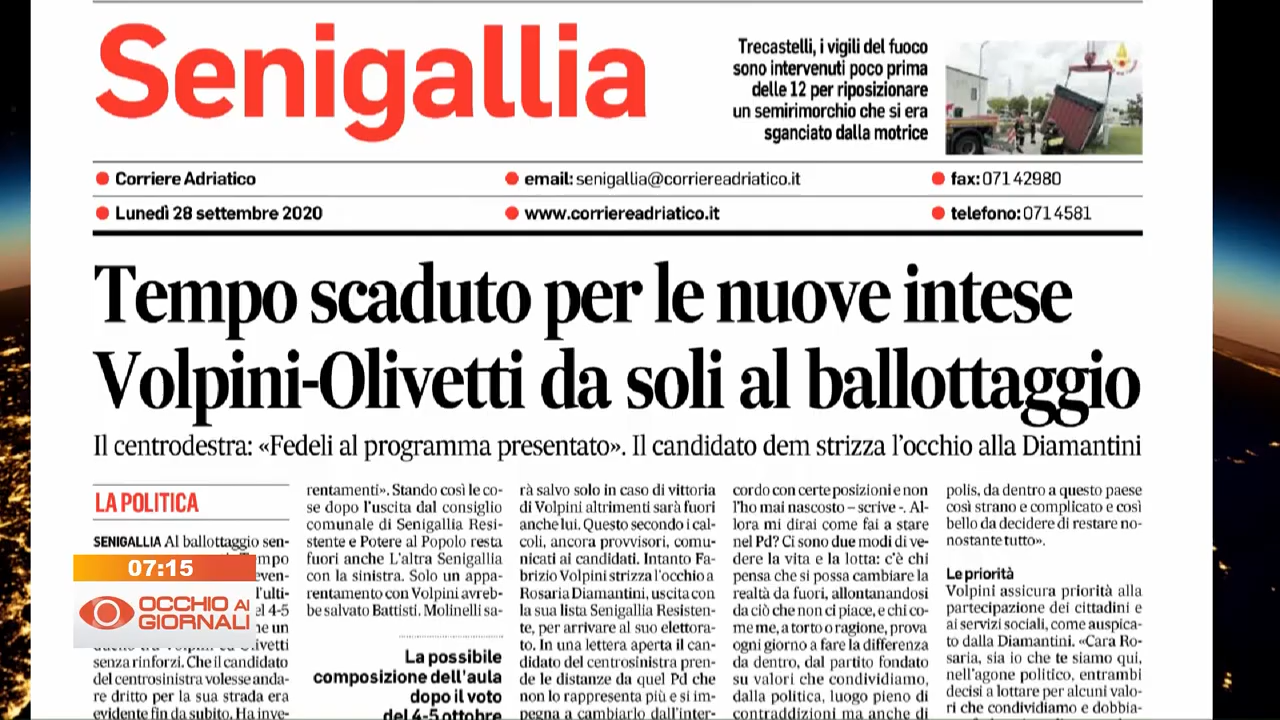 Senigallia
Trecastelli, i vigili del fuoco
sono intervenuti poco prima
delle 12 per riposizionare
un semirimorchio che si era
sganciato dalla motrice
Corriere Adriatico
email: senigallia@corriereadriatico.it
fax: 071 42980
Lunedì 28 settembre 2020
www.corriereadriatico.it
telefono: 071 4581
Tempo scaduto per le nuove intese
Volpini-Olivetti da soli al ballottaggio
Il centrodestra: «Fedeli al programma presentato». Il candidato dem strizza l'occhio alla Diamantini
LA POLITICA
SENIGALLIA Al ballottaggio sen-
empo
even-
l'ulti-
el 4-5
ne un
vetti
senza rinforzi. Che il candidato
del centrosinistra volesse anda-
re dritto per la sua strada era
evidente fin da subito. Ha inve-
07:15
OCCHIO AI
GIORNALI
rentamenti». Stando così le co-
se dopo l'uscita dal consiglio
comunale di Senigallia Resi-
stente e Potere al Popolo resta
fuori anche L'altra Senigallia
con la sinistra. Solo un appa-
rentamento con Volpini avreb-
be salvato Battisti. Molinelli sa-
La possibile
composizione dell'aula
dopo il voto
del 4-5 ottobre
rà salvo solo in caso di vittoria
di Volpini altrimenti sarà fuori
anche lui. Questo secondo i cal-
coli, ancora provvisori, comu-
nicati ai candidati. Intanto Fa-
brizio Volpini strizza l'occhio a
Rosaria Diamantini, uscita con
la sua lista Senigallia Resisten-
te, per arrivare al suo elettora-
to. In una lettera aperta il can-
didato del centrosinistra pren-
de le distanze da quel Pd che
non lo rappresenta più e si im-
pegna a cambiarlo dall'inter-
cordo con certe posizioni e non
l'ho mai nascosto – scrive -. Al-
lora mi dirai come fai a stare
nel Pd? Ci sono due modi di ve-
dere la vita e la lotta: c'è chi
pensa che si possa cambiare la
realtà da fuori, allontanandosi
da ciò che non ci piace, e chi co-
me me, a torto o ragione, prova
ogni giorno a fare la differenza
da dentro, dal partito fondato
su valori che condividiamo,
dalla politica, luogo pieno di
contraddizioni ma anche di
polis, da dentro a questo paese
così strano e complicato e così
bello da decidere di restare no-
nostante tutto».
Le priorità
Volpini assicura priorità alla
partecipazione dei cittadini e
ai servizi sociali, come auspica-
to dalla Diamantini. «Cara Ro-
saria, sia io che te siamo qui,
nell'agone politico, entrambi
decisi a lottare per alcuni valo-
ri che condividiamo e dobbia-